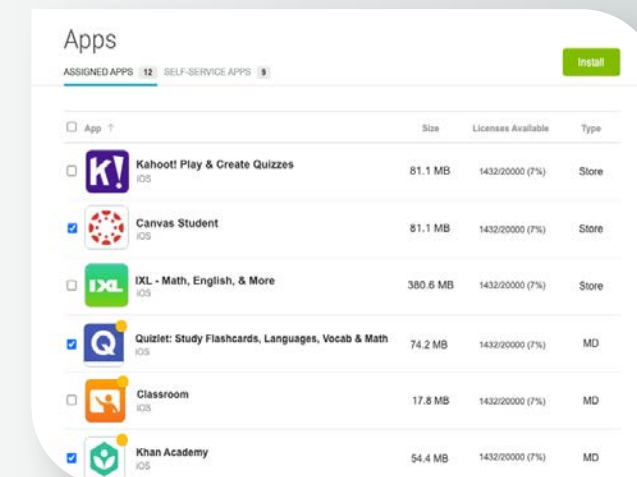 Apps
Install
ASSIGNED APPS 12 SELF-SERVICE APPS 9
App ↑ Size Licenses Available Type
K!
Kahoot! Play & Create Quizzes
iOS
81.1 MB 1432/20000 (7%) Store
Canvas Student
iOS
81.1 MB 1432/20000 (7%) Store
IXL
IXL - Math, English, & More
iOS
380.6 MB 1432/20000 (7%) Store
Q
Quizlet: Study Flashcards, Languages, Vocab & Math
iOS
74.2 MB 1432/20000 (7%) MD
Classroom
iOS
17.8 MB 1432/20000 (7%) MD
Khan Academy
iOS
54.4 MB 1432/20000 (7%) MD